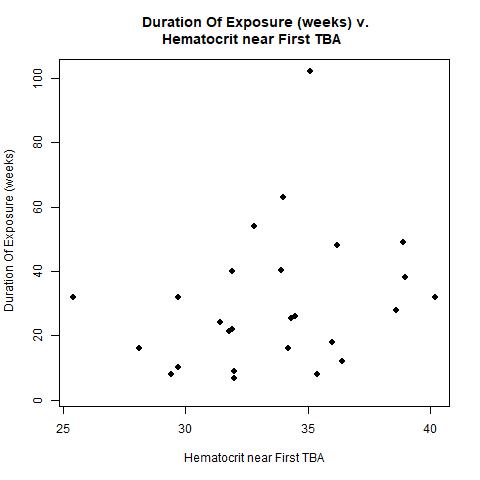 Duration Of Exposure (weeks) v.
Hematocrit near First TBA
100
80
60
40
20
0
Duration Of Exposure (weeks)
25 30 35 40
Hematocrit near First TBA